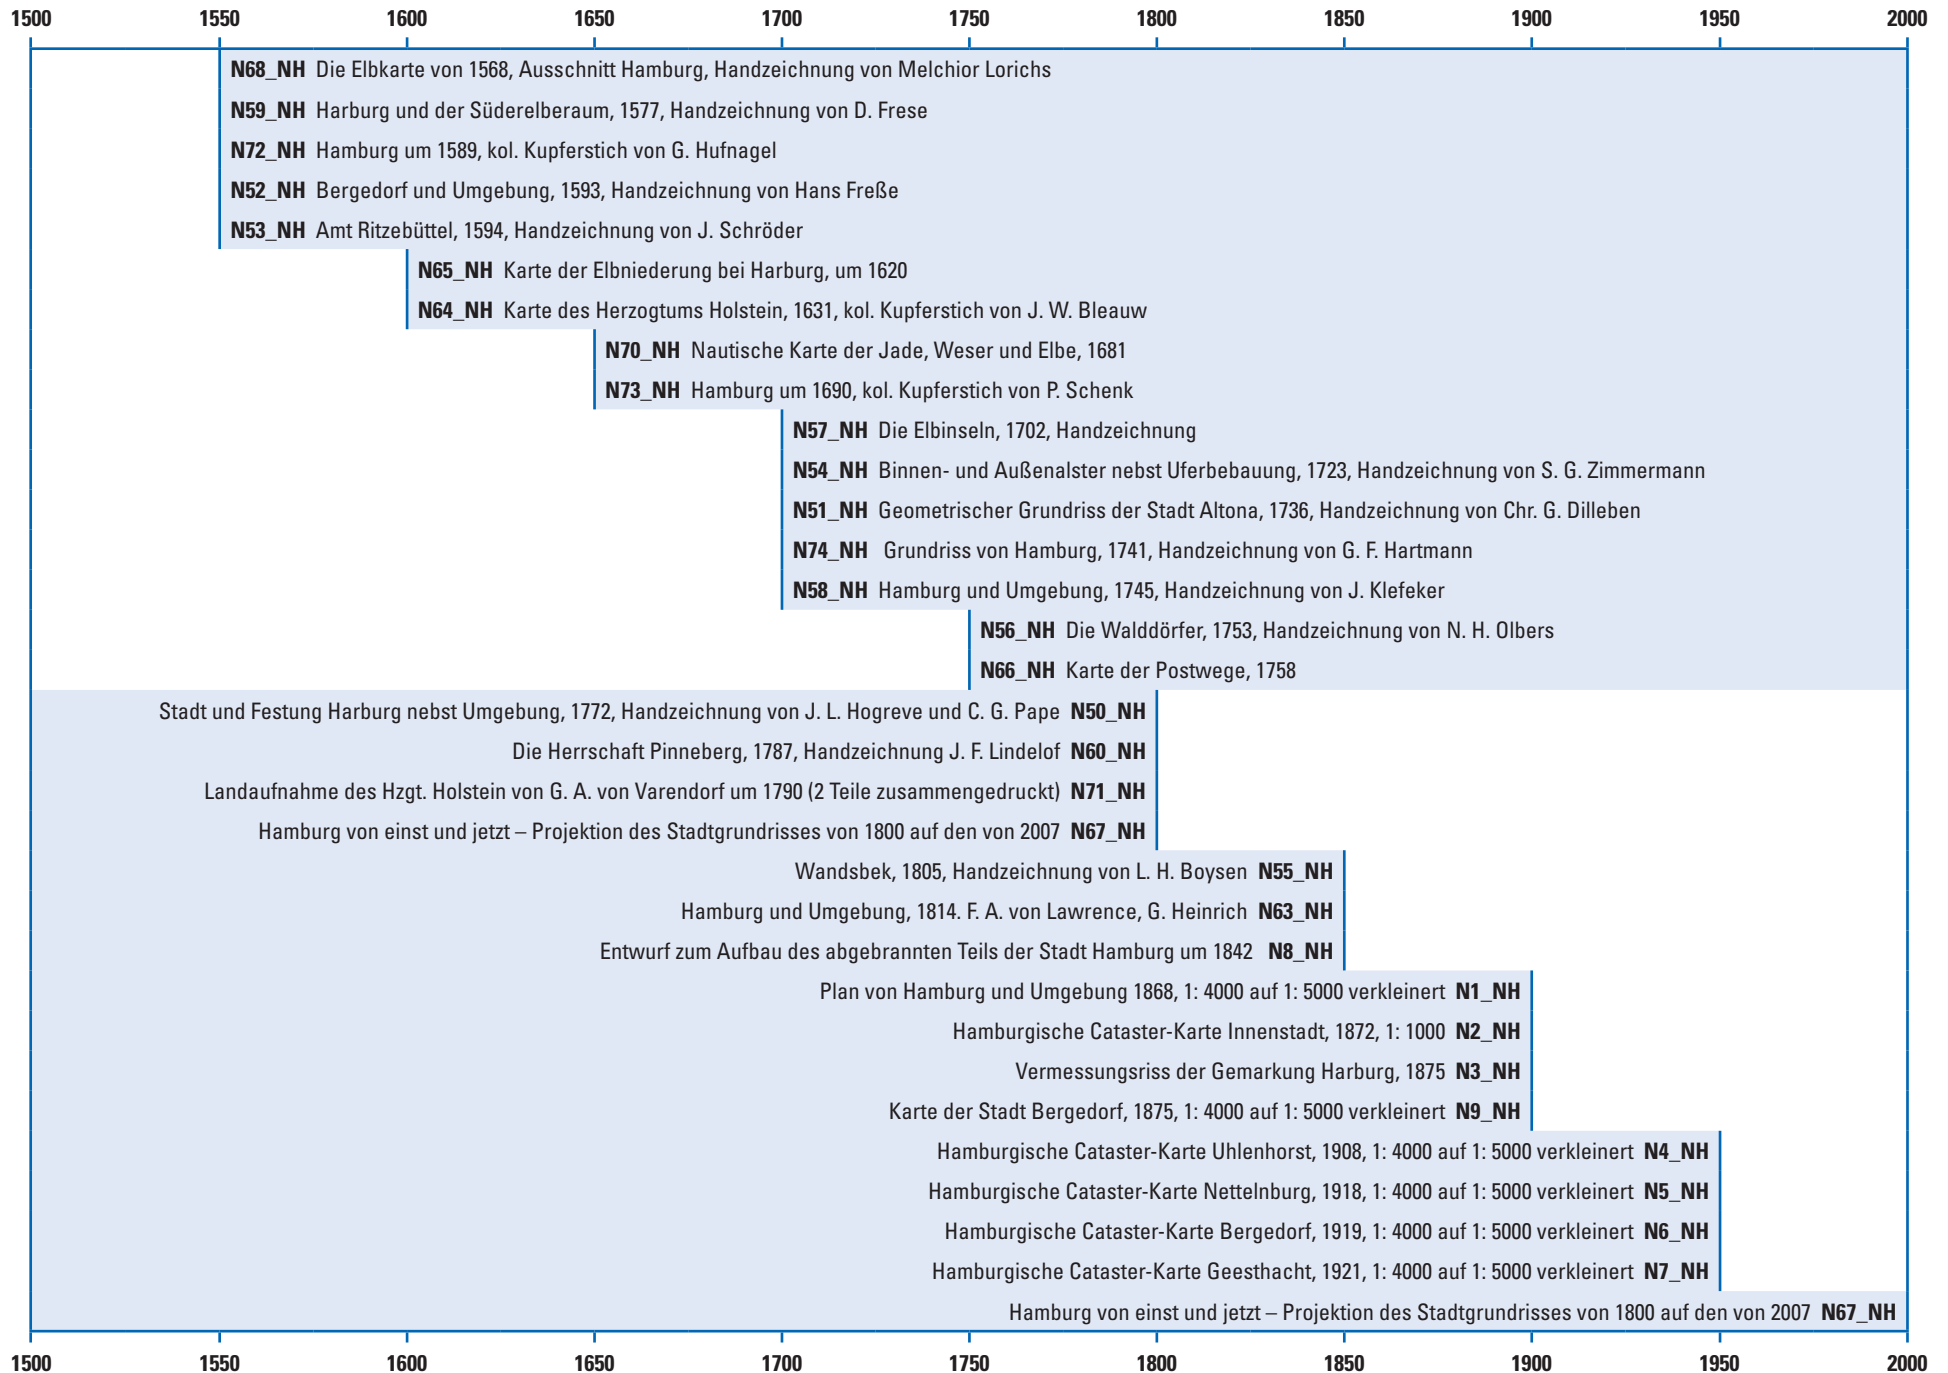 1500 1550 1600 1650 1700 1750 1800 1850 1900 1950 2000
N68_NH Die Elbkarte von 1568, Ausschnitt Hamburg, Handzeichnung von Melchior Lorichs
N59_NH Harburg und der Süderelberaum, 1577, Handzeichnung von D. Frese
N72_NH Hamburg um 1589, kol. Kupferstich von G. Hufnagel
N52_NH Bergedorf und Umgebung, 1593, Handzeichnung von Hans Freße
N53_NH Amt Ritzebüttel, 1594, Handzeichnung von J. Schröder
N65_NH Karte der Elbniederung bei Harburg, um 1620
N64_NH Karte des Herzogtums Holstein, 1631, kol. Kupferstich von J. W. Bleauw
N70_NH Nautische Karte der Jade, Weser und Elbe, 1681
N73_NH Hamburg um 1690, kol. Kupferstich von P. Schenk
N57_NH Die Elbinseln, 1702, Handzeichnung
N54_NH Binnen- und Außenalster nebst Uferbebauung, 1723, Handzeichnung von S. G. Zimmermann
N51_NH Geometrischer Grundriss der Stadt Altona, 1736, Handzeichnung von Chr. G. Dilleben
N74_NH Grundriss von Hamburg, 1741, Handzeichnung von G. F. Hartmann
N58_NH Hamburg und Umgebung, 1745, Handzeichnung von J. Klefeker
N56_NH Die Walddörfer, 1753, Handzeichnung von N. H. Olbers
N66_NH Karte der Postwege, 1758
Stadt und Festung Harburg nebst Umgebung, 1772, Handzeichnung von J. L. Hogreve und C. G. Pape N50_NH
Die Herrschaft Pinneberg, 1787, Handzeichnung J. F. Lindelof N60_NH
Landaufnahme des Hzgt. Holstein von G. A. von Varendorf um 1790 (2 Teile zusammengedruckt) N71_NH
Hamburg von einst und jetzt – Projektion des Stadtgrundrisses von 1800 auf den von 2007 N67_NH
Wandsbek, 1805, Handzeichnung von L. H. Boysen N55_NH
Hamburg und Umgebung, 1814. F. A. von Lawrence, G. Heinrich N63_NH
Entwurf zum Aufbau des abgebrannten Teils der Stadt Hamburg um 1842 N8_NH
Plan von Hamburg und Umgebung 1868, 1: 4000 auf 1: 5000 verkleinert N1_NH
Hamburgische Cataster-Karte Innenstadt, 1872, 1: 1000 N2_NH
Vermessungsriss der Gemarkung Harburg, 1875 N3_NH
Karte der Stadt Bergedorf, 1875, 1: 4000 auf 1: 5000 verkleinert N9_NH
Hamburgische Cataster-Karte Uhlenhorst, 1908, 1: 4000 auf 1: 5000 verkleinert N4_NH
Hamburgische Cataster-Karte Nettelnburg, 1918, 1: 4000 auf 1: 5000 verkleinert N5_NH
Hamburgische Cataster-Karte Bergedorf, 1919, 1: 4000 auf 1: 5000 verkleinert N6_NH
Hamburgische Cataster-Karte Geesthacht, 1921, 1: 4000 auf 1: 5000 verkleinert N7_NH
Hamburg von einst und jetzt – Projektion des Stadtgrundrisses von 1800 auf den von 2007 N67_NH
1500 1550 1600 1650 1700 1750 1800 1850 1900 1950 2000